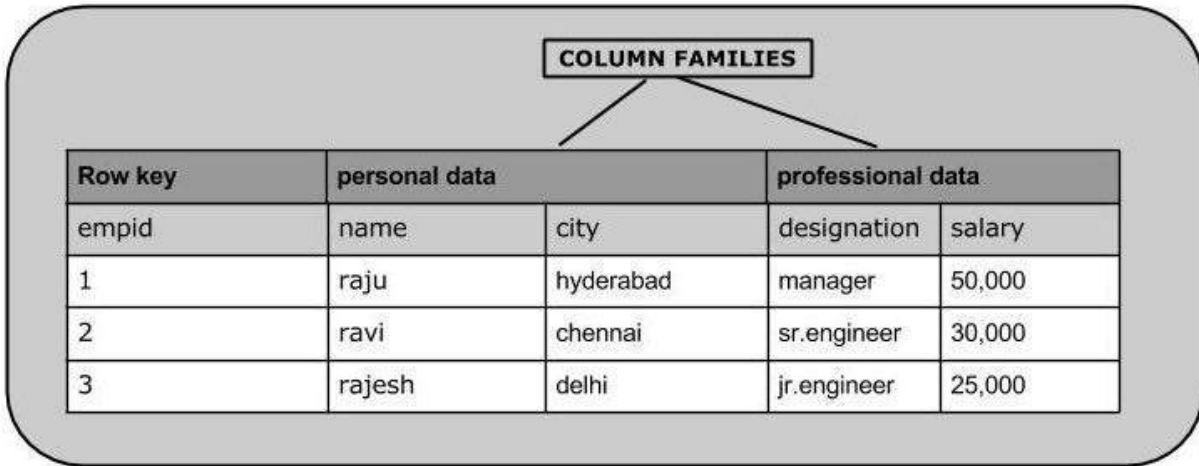 COLUMN FAMILIES
Row key personal data professional data
empid name city designation salary
1 raju hyderabad manager 50,000
2 ravi chennai sr.engineer 30,000
3 rajesh delhi jr.engineer 25,000